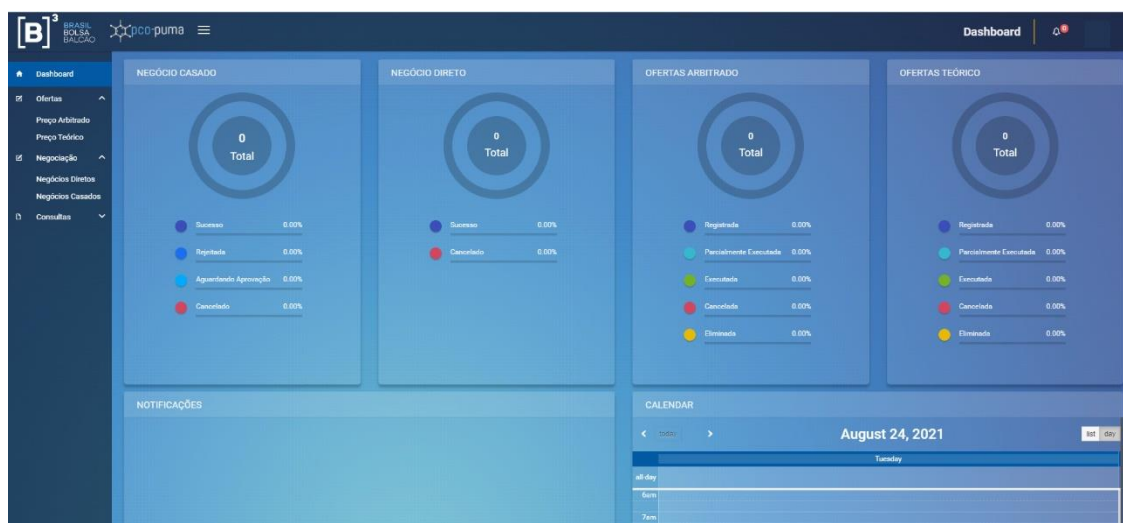 [B]³ BRASIL
BOLSA
BALCÃO
pco-puma
Dashboard
0
Dashboard
Ofertas
Preço Arbitrado
Preço Teórico
Negociação
Negócios Diretos
Negócios Casados
Consultas
NEGÓCIO CASADO
0
Total
Sucesso 0.00%
Rejeitada 0.00%
Aguardando Aprovação 0.00%
Cancelado 0.00%
NEGÓCIO DIRETO
0
Total
Sucesso 0.00%
Cancelado 0.00%
OFERTAS ARBITRADO
0
Total
Registrada 0.00%
Parcialmente Executada 0.00%
Executada 0.00%
Cancelada 0.00%
Eliminada 0.00%
OFERTAS TEÓRICO
0
Total
Registrada 0.00%
Parcialmente Executada 0.00%
Executada 0.00%
Cancelada 0.00%
Eliminada 0.00%
NOTIFICAÇÕES
CALENDAR
today
August 24, 2021
list day
Tuesday
all-day
6am
7am